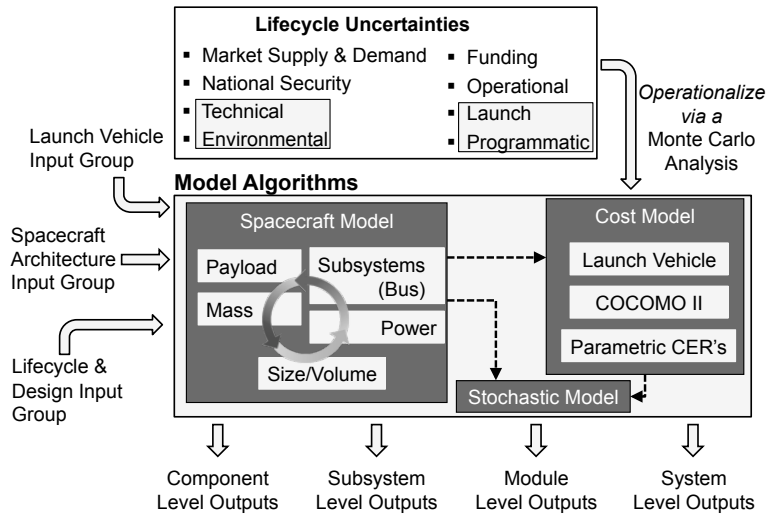 Lifecycle Uncertainties
▪ Market Supply & Demand
▪ National Security
▪ Technical
▪ Environmental
▪ Funding
▪ Operational
▪ Launch
▪ Programmatic
Operationalize
via a
Monte Carlo
Analysis
Launch Vehicle
Input Group
Spacecraft
Architecture
Input Group
Lifecycle &
Design Input
Group
Model Algorithms
Spacecraft Model
Payload
Mass
Subsystems
(Bus)
Power
Size/Volume
Cost Model
Launch Vehicle
COCOMO II
Parametric CER's
Stochastic Model
Component
Level Outputs
Subsystem
Level Outputs
Module
Level Outputs
System
Level Outputs